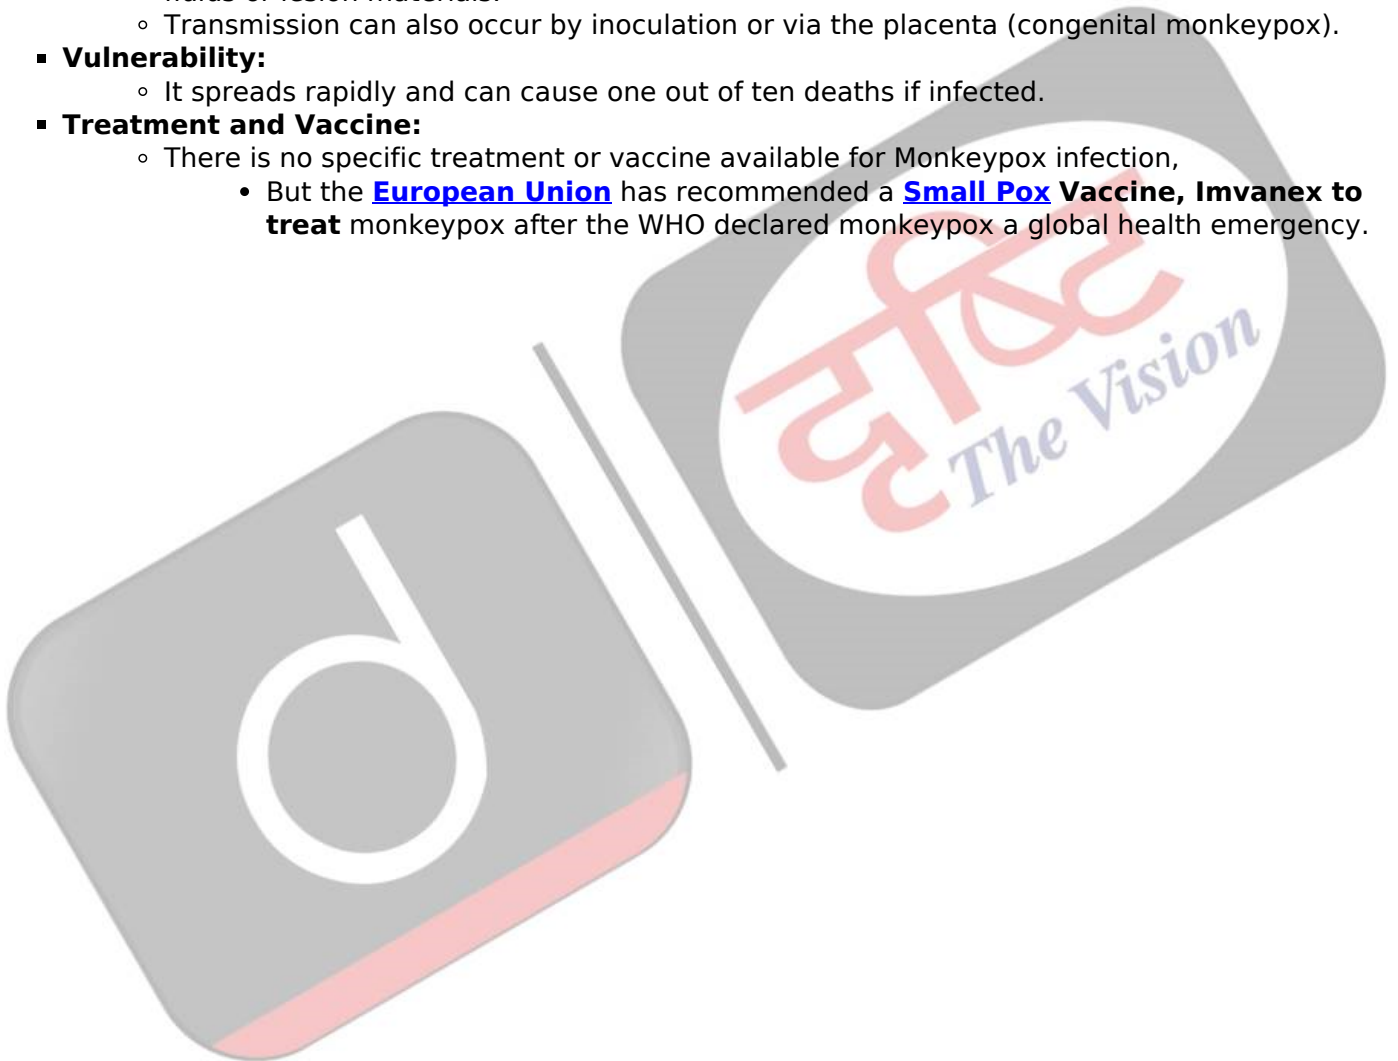 Transmission can also occur by inoculation or via the placenta (congenital monkeypox).
Vulnerability:
It spreads rapidly and can cause one out of ten deaths if infected.
Treatment and Vaccine:
There is no specific treatment or vaccine available for Monkeypox infection,
But the European Union has recommended a Small Pox Vaccine, Imvanex to
treat monkeypox after the WHO declared monkeypox a global health emergency.
दृष्टि
The Vision
d